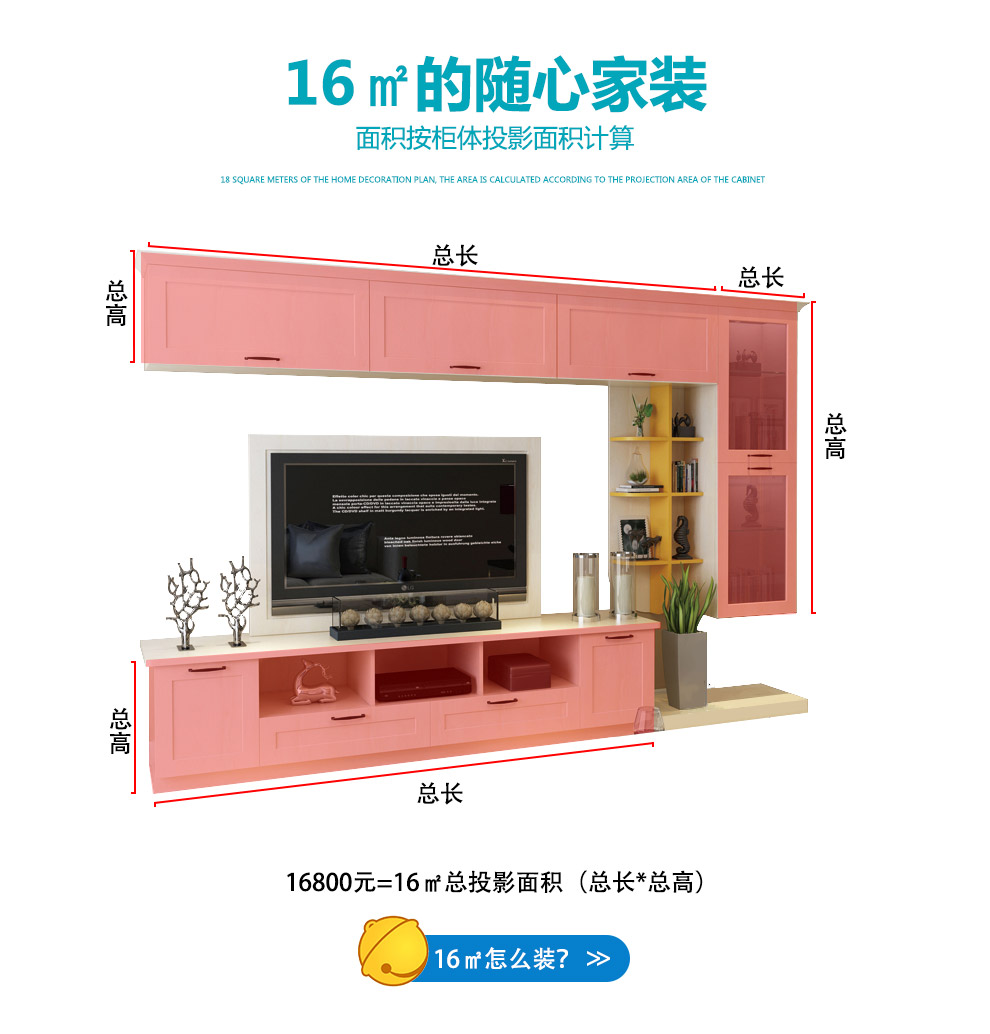 16㎡的随心家装
面积按柜体投影面积计算
18 SQUARE METERS OF THE HOME DECORATION PLAN, THE AREA IS CALCULATED ACCORDING TO THE PROJECTION AREA OF THE CABINET
总长
总长
总高
总高
总高
总长
16800元=16㎡总投影面积（总长*总高）
16㎡怎么装？ >>